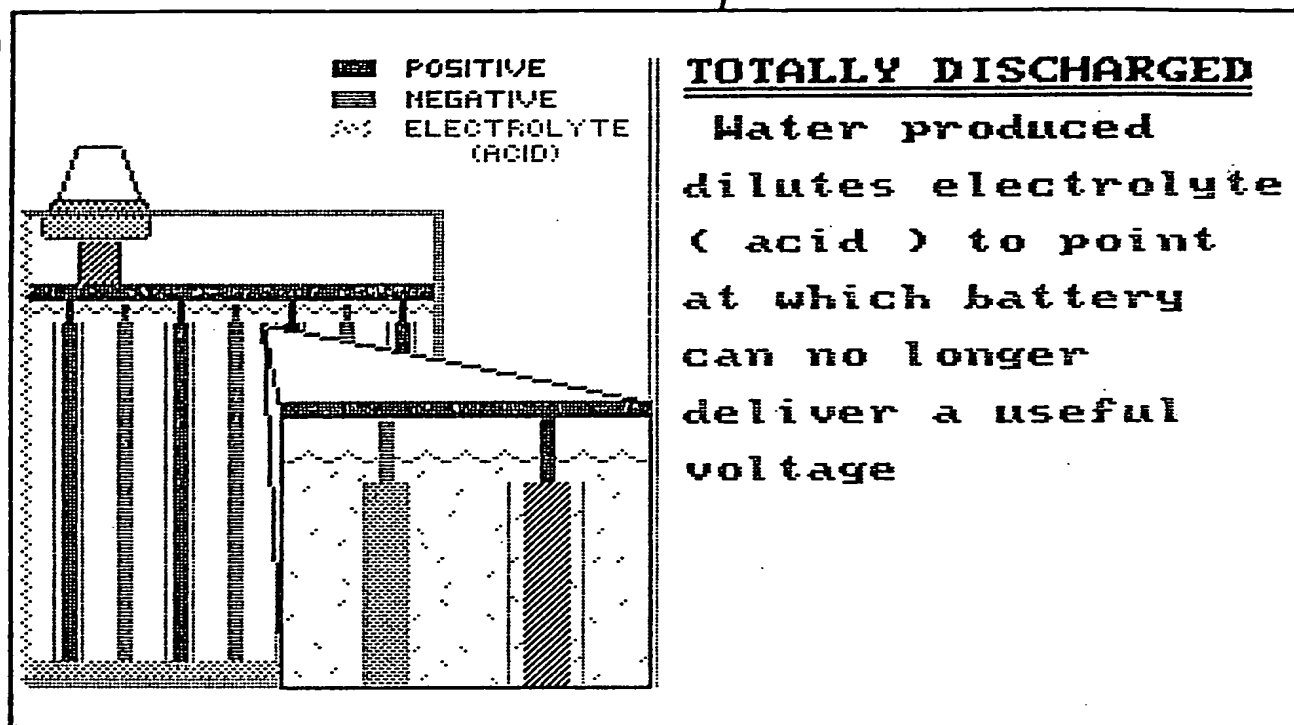 POSITIVE
NEGATIVE
ELECTROLYTE
(ACID)
TOTALLY DISCHARGED
Water produced
dilutes electrolyte
( acid ) to point
at which battery
can no longer
deliver a useful
voltage